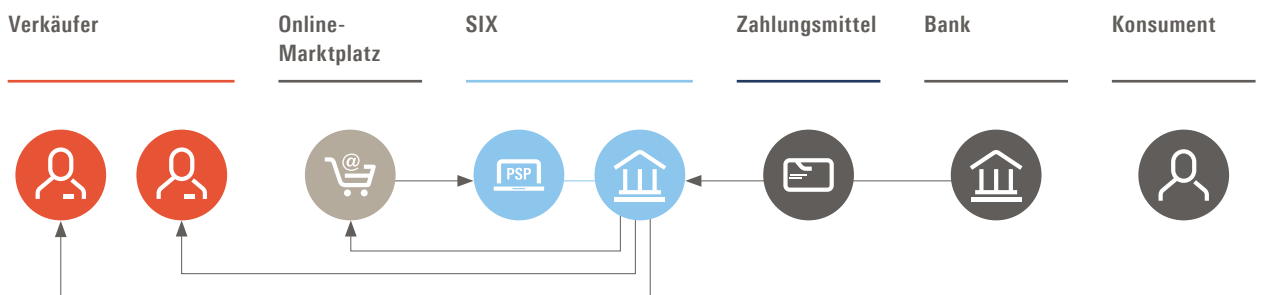 Verkäufer
Online-
Marktplatz
SIX
Zahlungsmittel
Bank
Konsument
@
PSP